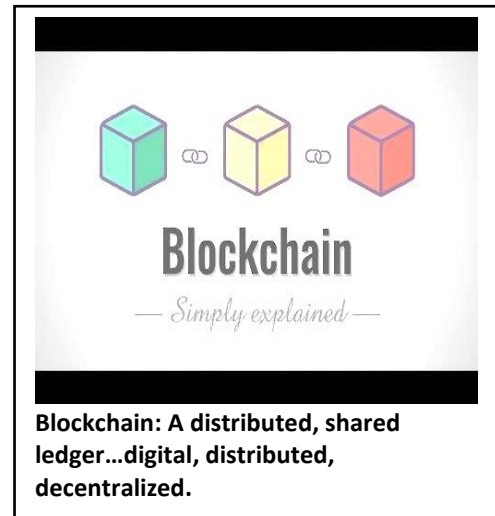 Blockchain
— Simply explained —
Blockchain: A distributed, shared
ledger…digital, distributed,
decentralized.